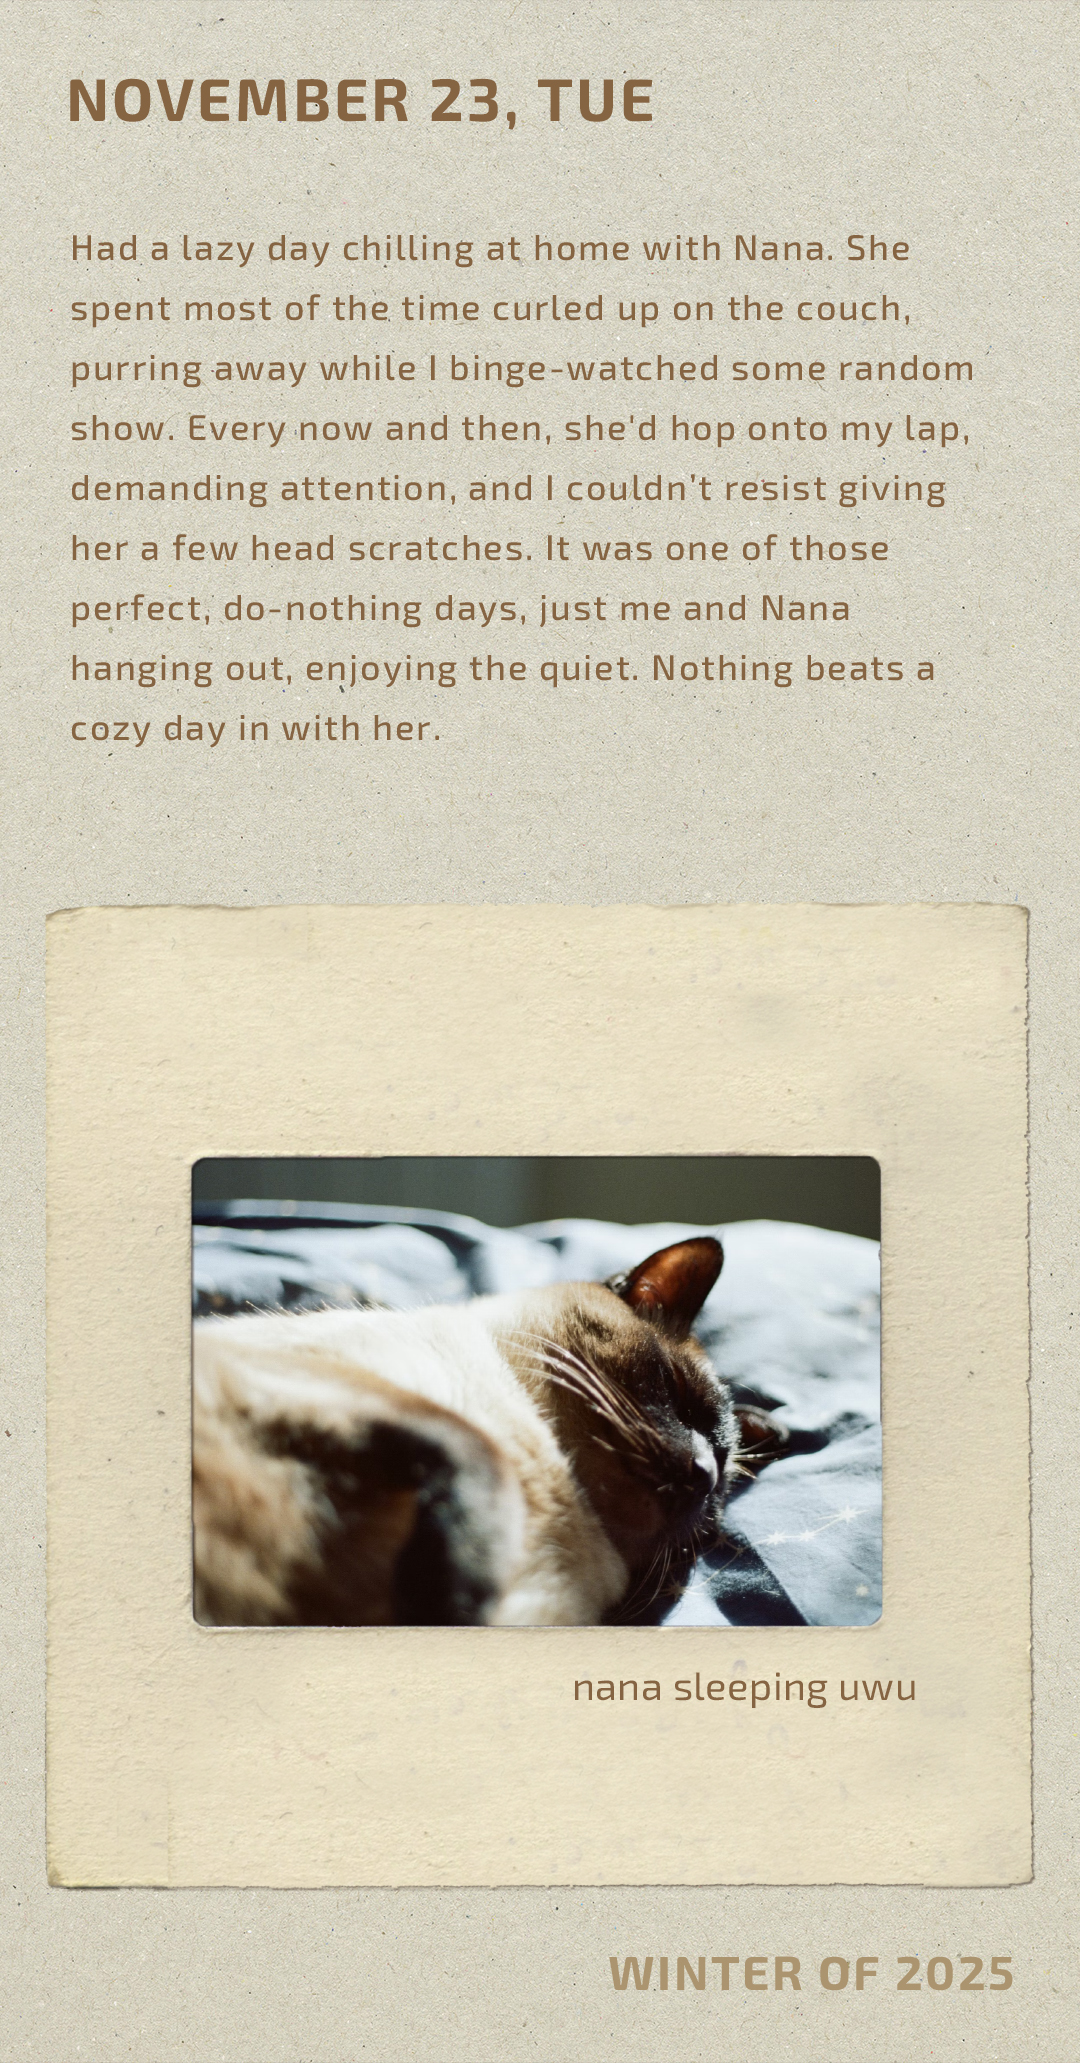 NOVEMBER 23, TUE
Had a lazy day chilling at home with Nana. She
spent most of the time curled up on the couch,
purring away while I binge-watched some random
show. Every now and then, she'd hop onto my lap,
demanding attention, and I couldn't resist giving
her a few head scratches. It was one of those
perfect, do-nothing days, just me and Nana
hanging out, enjoying the quiet. Nothing beats a
cozy day in with her.
nana sleeping uwu
WINTER OF 2025